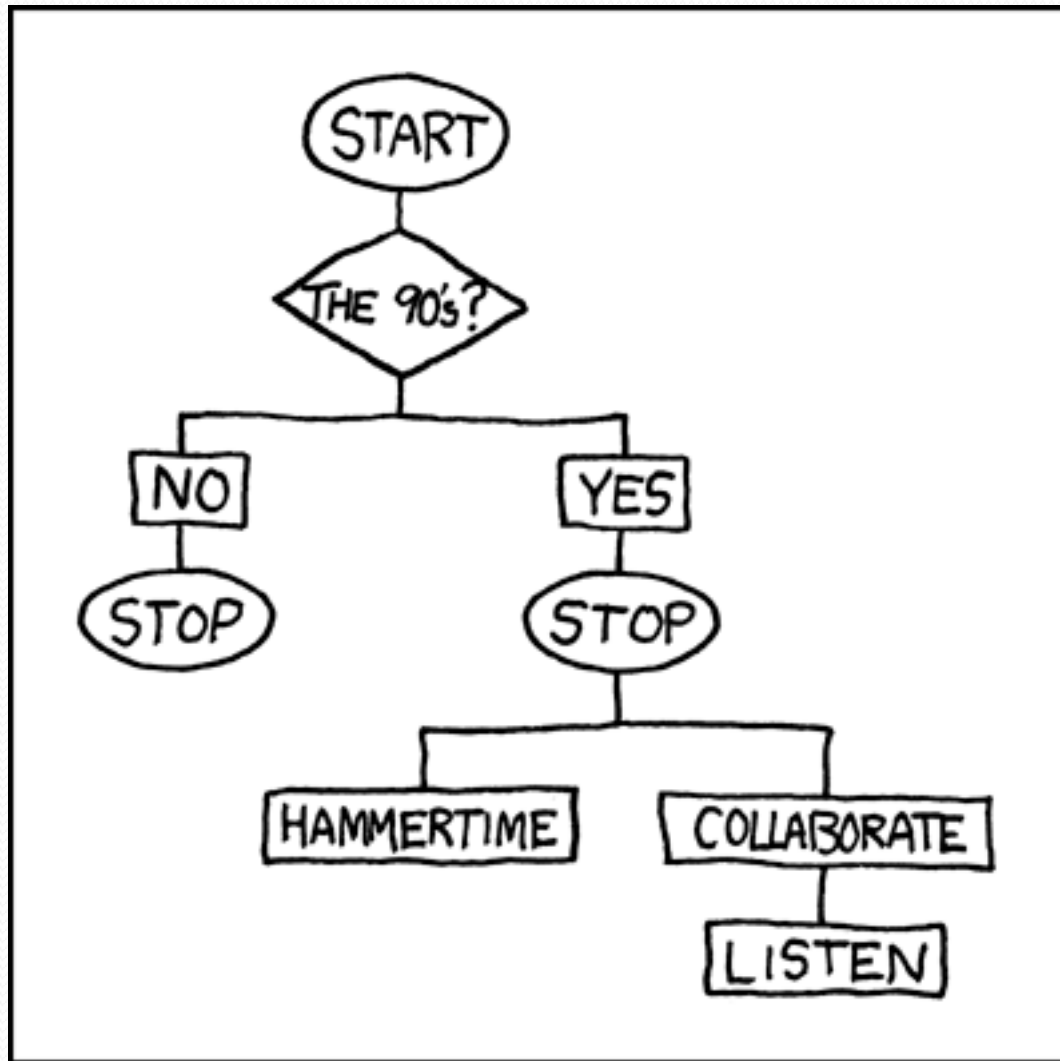 START
THE 90's?
NO
YES
STOP
STOP
HAMMERTIME
COLLABORATE
LISTEN